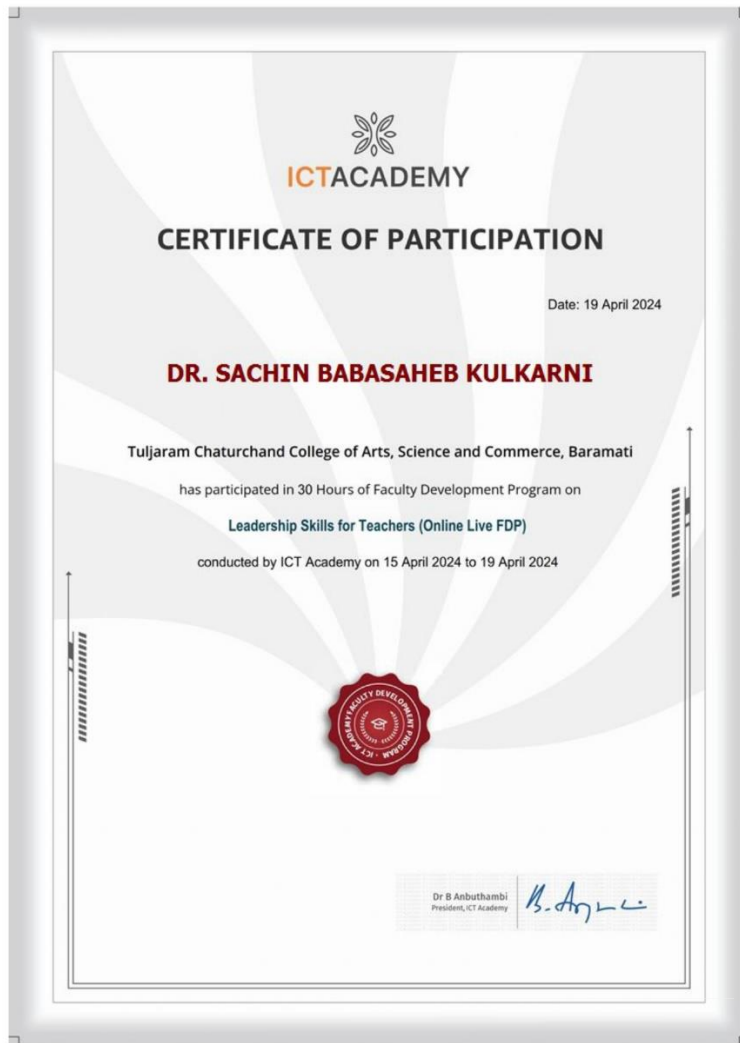 ICTACADEMY
CERTIFICATE OF PARTICIPATION
Date: 19 April 2024
DR. SACHIN BABASAHEB KULKARNI
Tuljaram Chaturchand College of Arts, Science and Commerce, Baramati
has participated in 30 Hours of Faculty Development Program on
Leadership Skills for Teachers (Online Live FDP)
conducted by ICT Academy on 15 April 2024 to 19 April 2024
ICT ACADEMY FACULTY DEVELOPMENT PROGRAM
Dr B Anbuthambi
President, ICT Academy